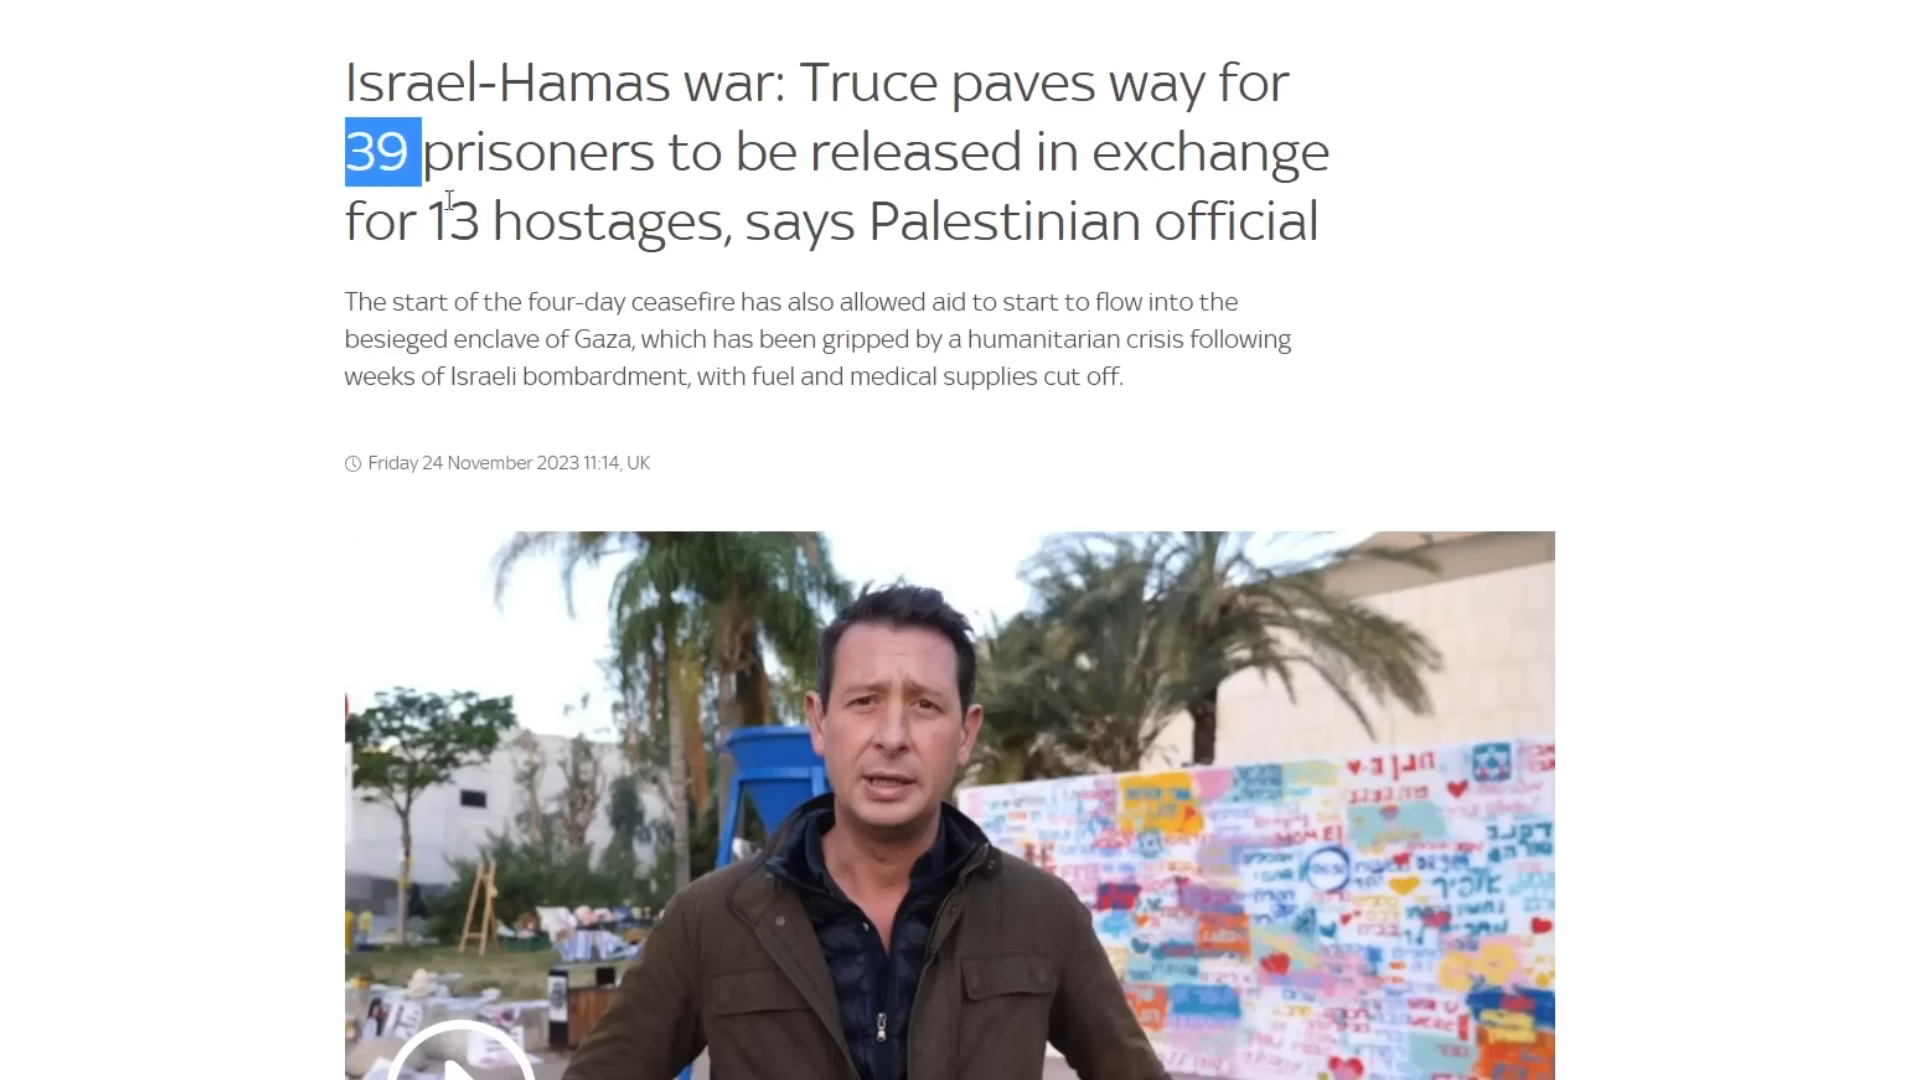 Israel-Hamas war: Truce paves way for
39 prisoners to be released in exchange
for 13 hostages, says Palestinian official
The start of the four-day ceasefire has also allowed aid to start to flow into the
besieged enclave of Gaza, which has been gripped by a humanitarian crisis following
weeks of Israeli bombardment, with fuel and medical supplies cut off.
Friday 24 November 2023 11:14, UK